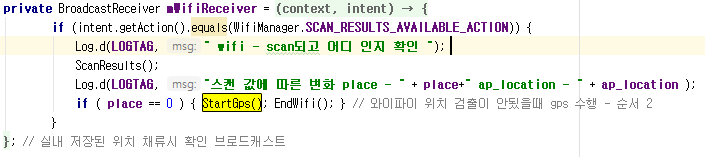 private BroadcastReceiver mWifiReceiver = (context, intent) → {
if (intent.getAction().equals(WifiManager.SCAN_RESULTS_AVAILABLE_ACTION)) {
Log.d(LOGTAG, msg: " wifi - scan되고 어디 인지 확인 ");
ScanResults();
Log.d(LOGTAG, msg: "스캔 값에 따른 변화 place - " + place+" ap_location - " + ap_location );
if ( place == 0 ) { StartGps(); EndWifi(); } // 와이파이 위치 검출이 안됫을때 gps 수행 - 순서 2
}
}; // 실내 저장된 위치 채류시 확인 브로드캐스트